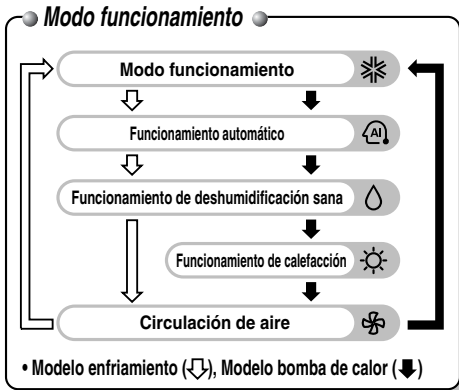 Modo funcionamiento
Modo funcionamiento
Funcionamiento automático
AI
Funcionamiento de deshumidificación sana
Funcionamiento de calefacción
Circulación de aire
• Modelo enfriamiento (⇩), Modelo bomba de calor (⬇)